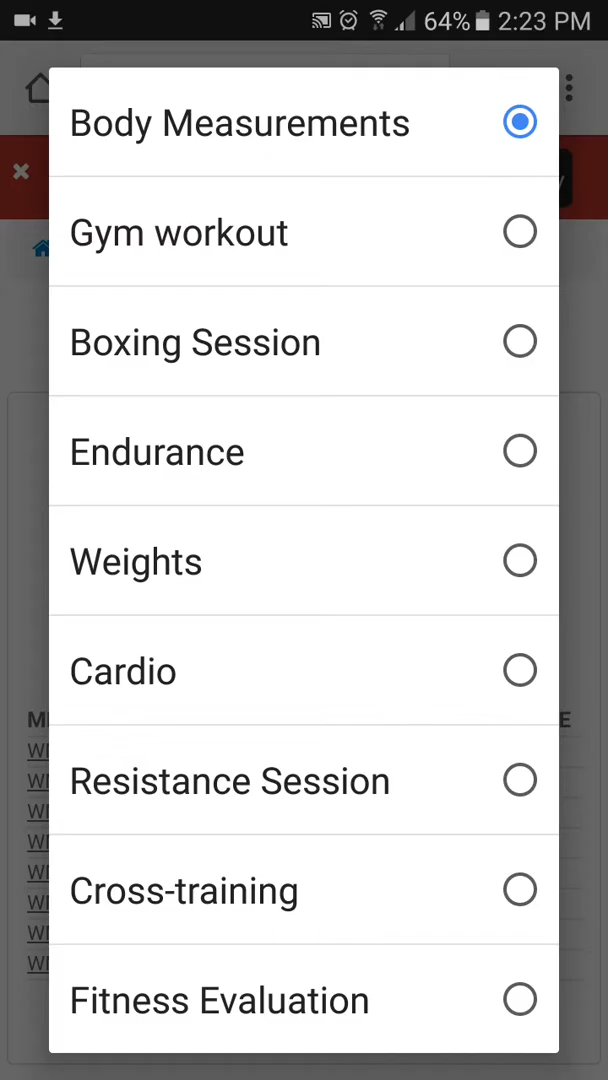 64% 2:23 PM
Body Measurements
Gym workout
Boxing Session
Endurance
Weights
Cardio
Resistance Session
Cross-training
Fitness Evaluation